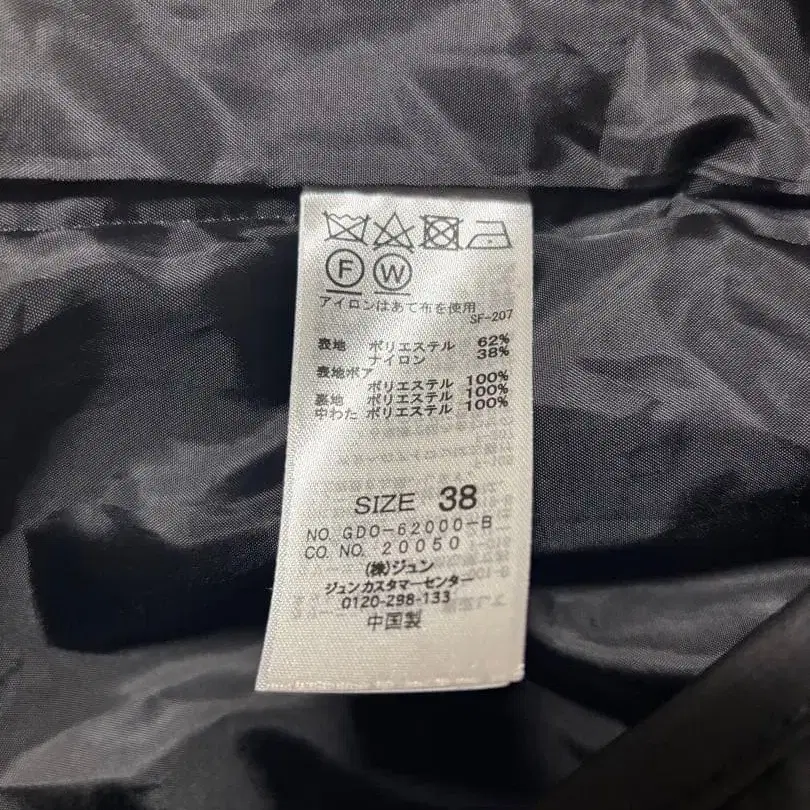 F W
アイロンはあて布を使用
SF-207
表地 ポリエステル 62%
ナイロン 38%
表地ボア
ポリエステル 100%
裏地 ポリエステル 100%
中わた ポリエステル 100%
SIZE 38
NO. GDO-62000-B
CO. NO. 20050
(株)ジュン
ジュンカスタマーセンター
0120-298-133
中国製